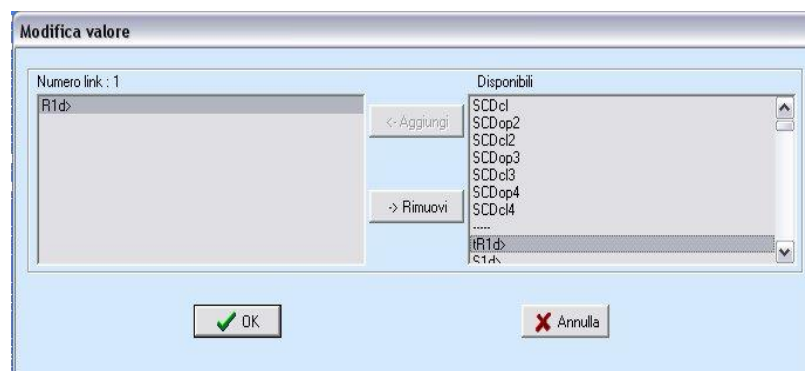 Modifica valore
Numero link : 1
R1d>
<- Aggiungi
-> Rimuovi
Disponibili
SCDcl
SCDop2
SCDcl2
SCDop3
SCDcl3
SCDop4
SCDcl4
-----
tR1d>
S1d>
OK
Annulla